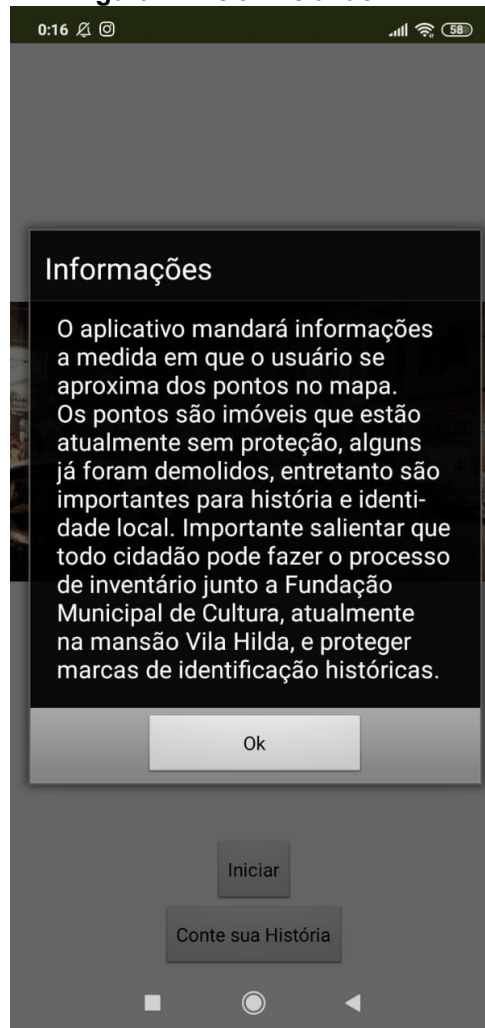 0:16 58
Informações
O aplicativo mandará informações
a medida em que o usuário se
aproxima dos pontos no mapa.
Os pontos são imóveis que estão
atualmente sem proteção, alguns
já foram demolidos, entretanto são
importantes para história e identi-
dade local. Importante salientar que
todo cidadão pode fazer o processo
de inventário junto a Fundação
Municipal de Cultura, atualmente
na mansão Vila Hilda, e proteger
marcas de identificação históricas.
Ok
Iniciar
Conte sua História